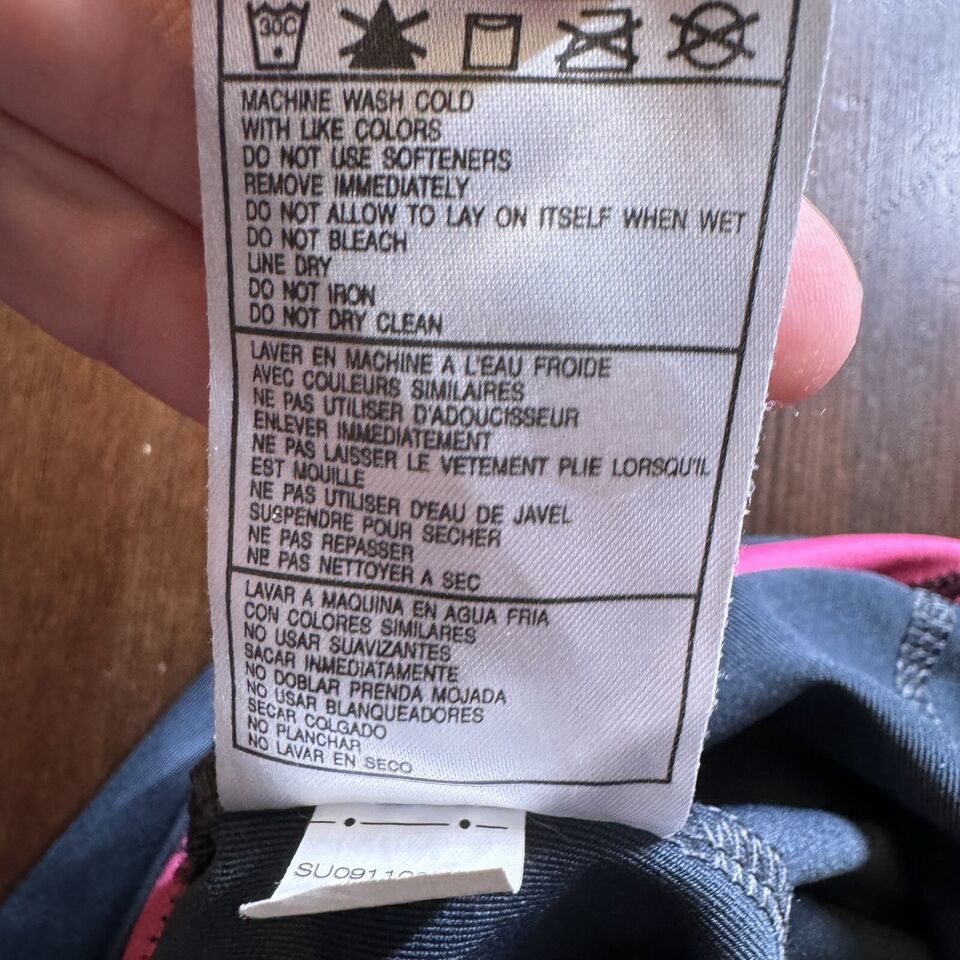 30C
MACHINE WASH COLD
WITH LIKE COLORS
DO NOT USE SOFTENERS
REMOVE IMMEDIATELY
DO NOT ALLOW TO LAY ON ITSELF WHEN WET
DO NOT BLEACH
LINE DRY
DO NOT IRON
DO NOT DRY CLEAN
LAVER EN MACHINE A L'EAU FROIDE
AVEC COULEURS SIMILAIRES
NE PAS UTILISER D'ADOUCISSEUR
ENLEVER IMMEDIATEMENT
NE PAS LAISSER LE VETEMENT PLIE LORSQU'IL
EST MOUILLE
NE PAS UTILISER D'EAU DE JAVEL
SUSPENDRE POUR SECHER
NE PAS REPASSER
NE PAS NETTOYER A SEC
LAVAR A MAQUINA EN AGUA FRIA
CON COLORES SIMILARES
NO USAR SUAVIZANTES
SACAR INMEDIATAMENTE
NO DOBLAR PRENDA MOJADA
NO USAR BLANQUEADORES
SECAR COLGADO
NO PLANCHAR
NO LAVAR EN SECO